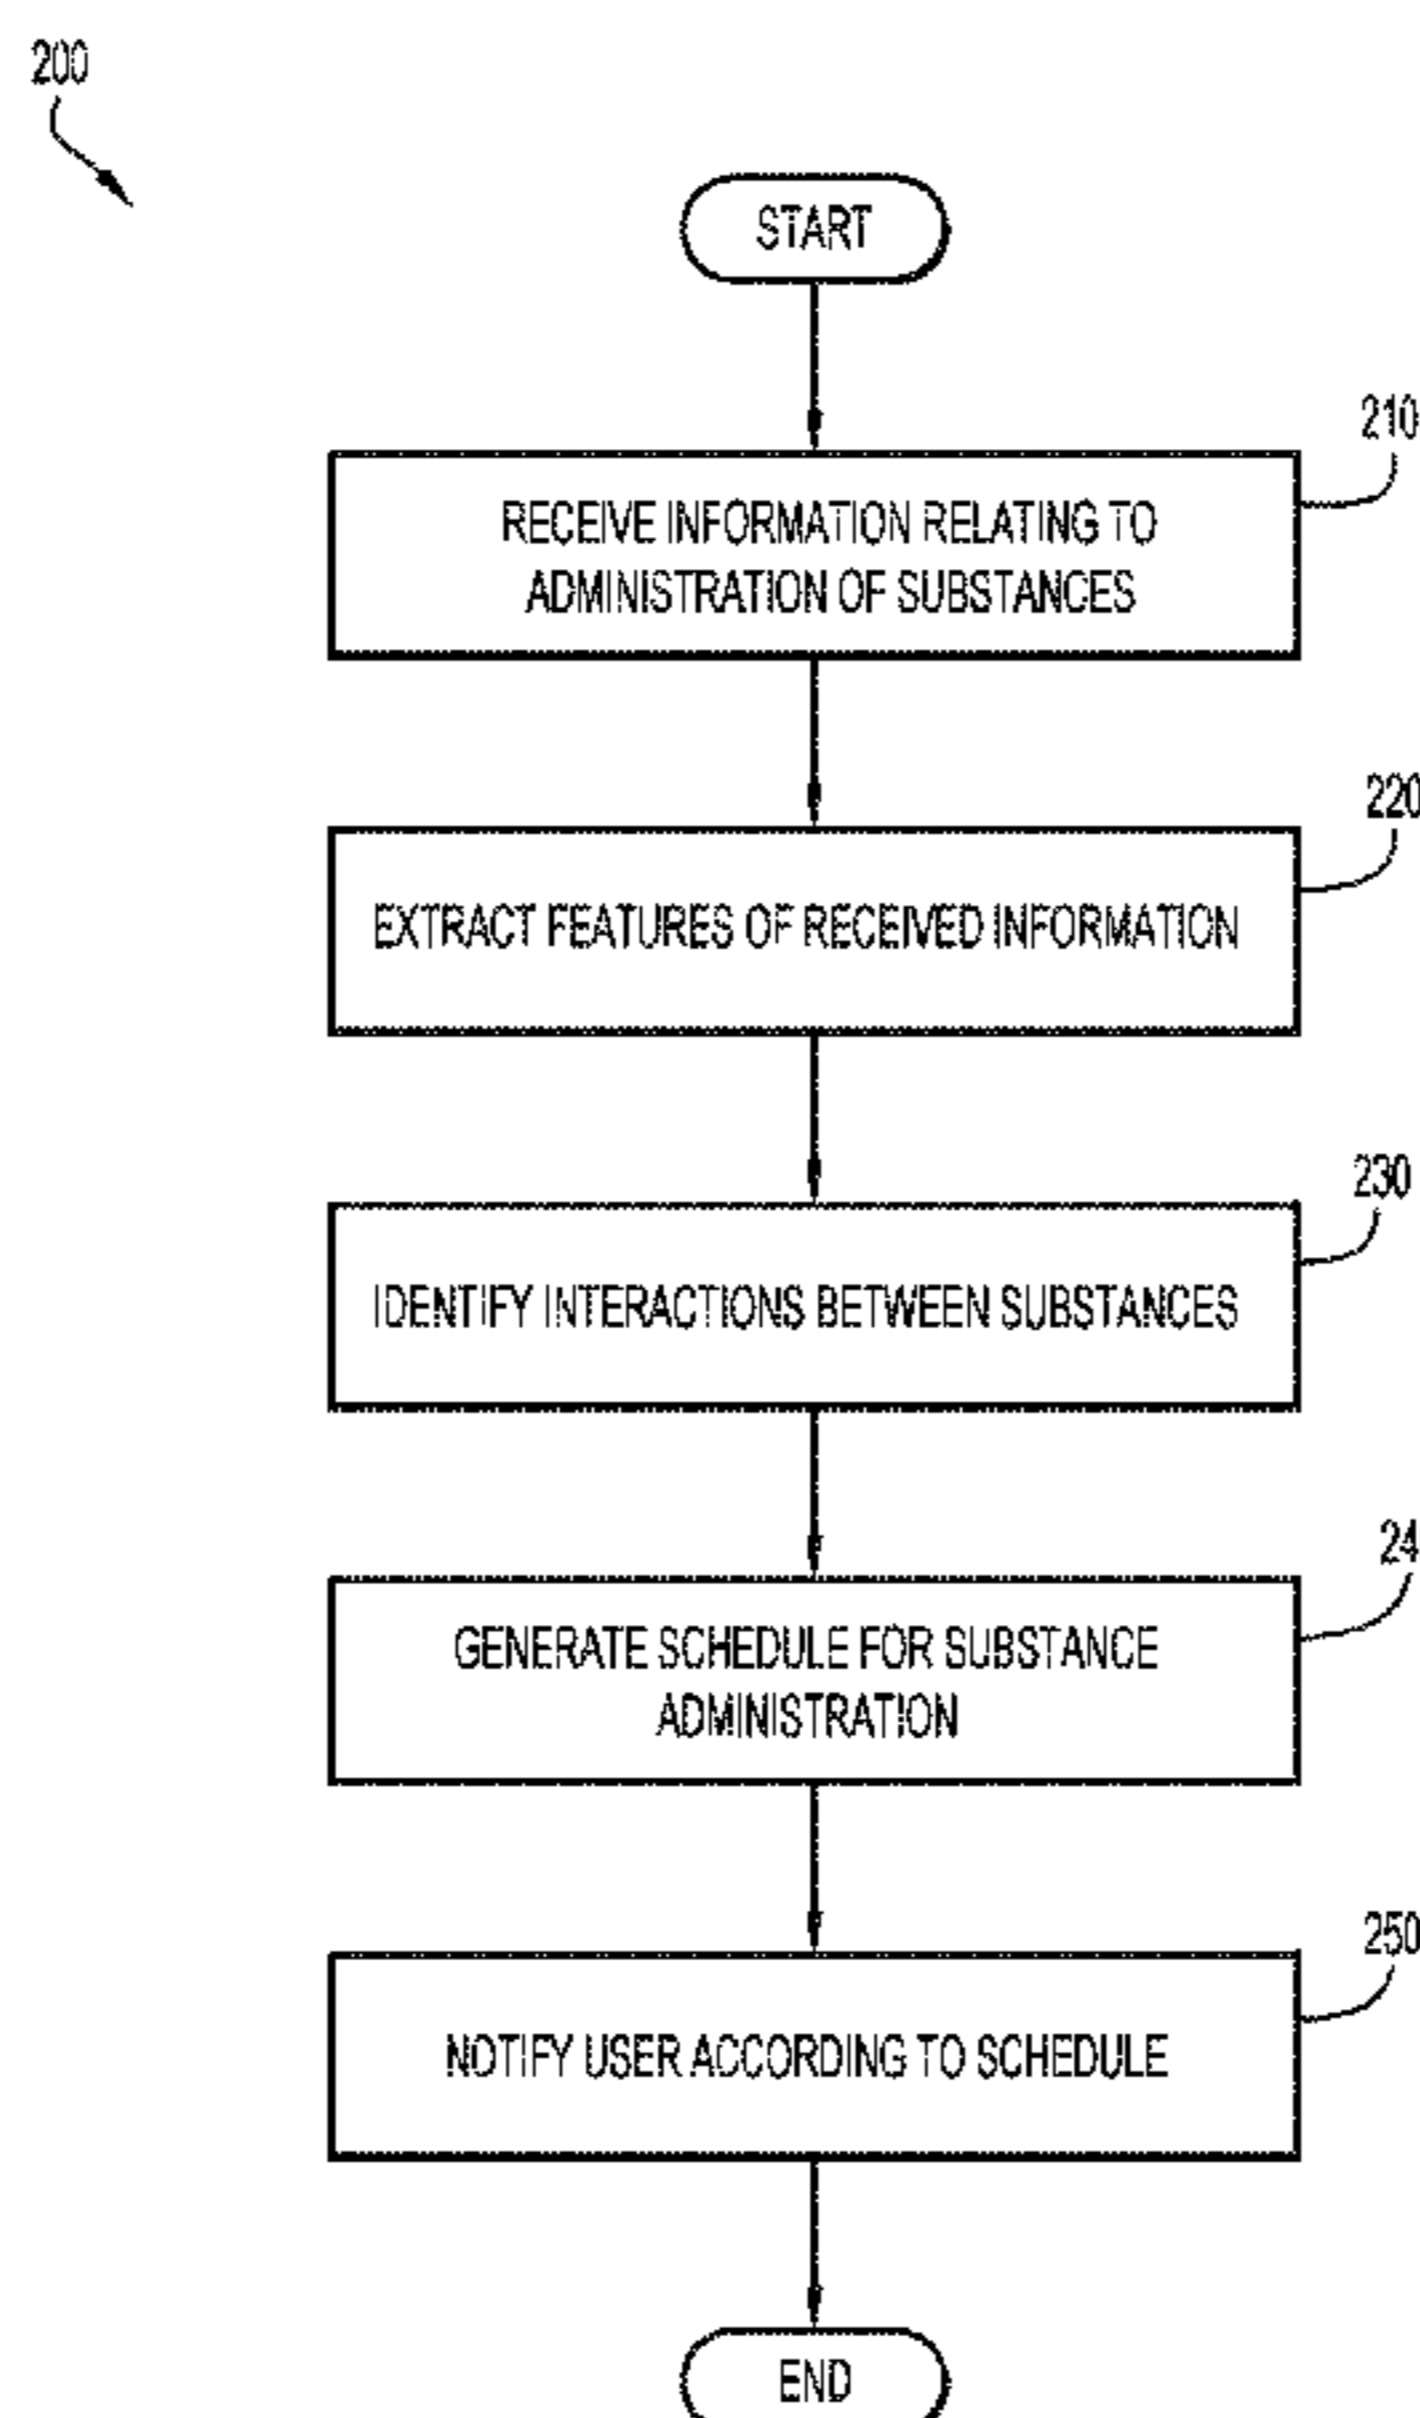 200
START
210
RECEIVE INFORMATION RELATING TO
ADMINISTRATION OF SUBSTANCES
220
EXTRACT FEATURES OF RECEIVED INFORMATION
230
IDENTIFY INTERACTIONS BETWEEN SUBSTANCES
24
GENERATE SCHEDULE FOR SUBSTANCE
ADMINISTRATION
250
NOTIFY USER ACCORDING TO SCHEDULE
END